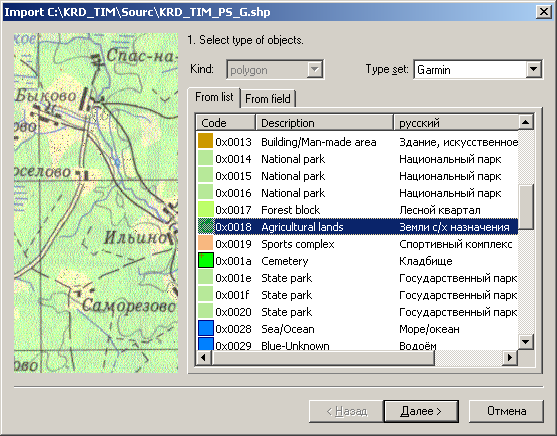 Import C:\KRD_TIM\Sourc\KRD_TIM_PS_G.shp
Спас-на-
Быково
во
оселово
Ильино
Саморезово
ово
1. Select type of objects.
Kind: polygon Type set: Garmin
From list From field
Code Description русский
0x0013 Building/Man-made area Здание, искусственное
0x0014 National park Национальный парк
0x0015 National park Национальный парк
0x0016 National park Национальный парк
0x0017 Forest block Лесной квартал
0x0018 Agricultural lands Земли с/х назначения
0x0019 Sports complex Спортивный комплекс
0x001a Cemetery Кладбище
0x001e State park Государственный парк
0x001f State park Государственный парк
0x0020 State park Государственный парк
0x0028 Sea/Ocean Море/океан
0x0029 Blue-Unknown Водоём
< Назад Далее > Отмена